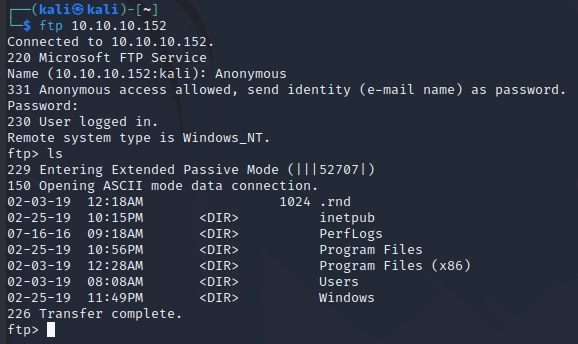 ┌──(kali㉿kali)-[~]
└─$ ftp 10.10.10.152
Connected to 10.10.10.152.
220 Microsoft FTP Service
Name (10.10.10.152:kali): Anonymous
331 Anonymous access allowed, send identity (e-mail name) as password.
Password:
230 User logged in.
Remote system type is Windows_NT.
ftp> ls
229 Entering Extended Passive Mode (|||52707|)
150 Opening ASCII mode data connection.
02-03-19  12:18AM                 1024 .rnd
02-25-19  10:15PM       <DIR>          inetpub
07-16-16  09:18AM       <DIR>          PerfLogs
02-25-19  10:56PM       <DIR>          Program Files
02-03-19  12:28AM       <DIR>          Program Files (x86)
02-03-19  08:08AM       <DIR>          Users
02-25-19  11:49PM       <DIR>          Windows
226 Transfer complete.
ftp>